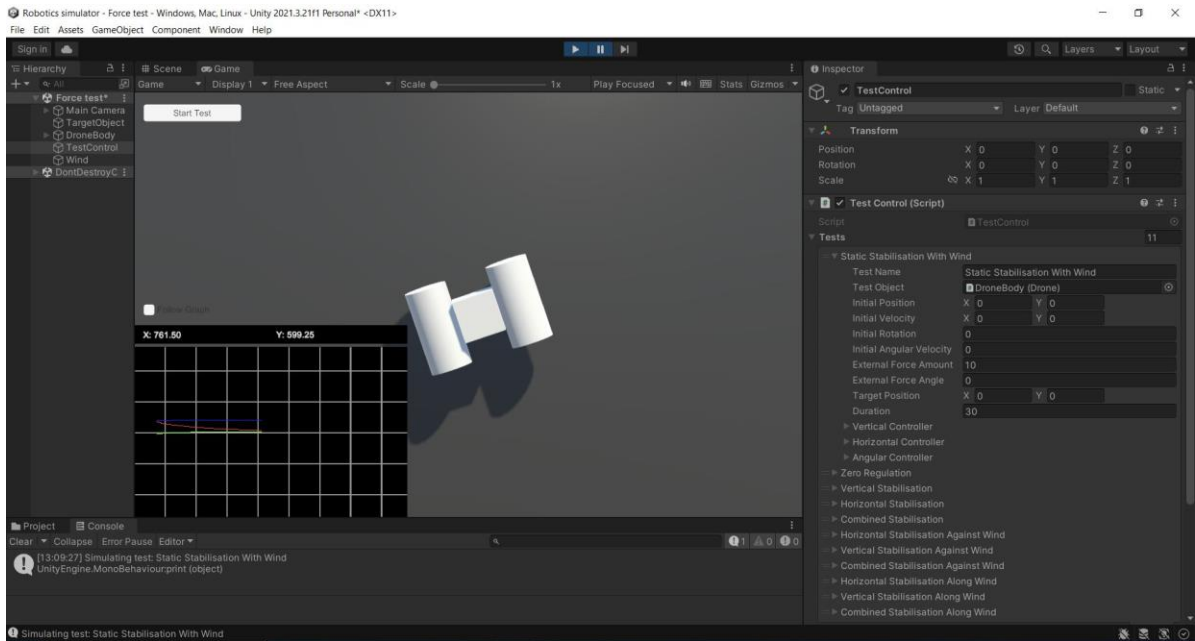 Robotics simulator - Force test - Windows, Mac, Linux - Unity 2021.3.21f1 Personal* <DX11>
File Edit Assets GameObject Component Window Help
Sign in
Layers
Layout
Hierarchy
All
Force test*
Main Camera
TargetObject
DroneBody
TestControl
Wind
DontDestroyC
Scene Game
Game Display 1 Free Aspect Scale 1x Play Focused Stats Gizmos
Start Test
Follow Graph
X: 761.50 Y: 599.25
Project Console
Clear Collapse Error Pause Editor
1 0 0
[13:09:27] Simulating test: Static Stabilisation With Wind
UnityEngine.MonoBehaviour:print (object)
Simulating test: Static Stabilisation With Wind
Inspector
TestControl Static
Tag Untagged Layer Default
Transform
Position X 0 Y 0 Z 0
Rotation X 0 Y 0 Z 0
Scale X 1 Y 1 Z 1
Test Control (Script)
Script TestControl
Tests 11
Static Stabilisation With Wind
Test Name Static Stabilisation With Wind
Test Object DroneBody (Drone)
Initial Position X 0 Y 0
Initial Velocity X 0 Y 0
Initial Rotation 0
Initial Angular Velocity 0
External Force Amount 10
External Force Angle 0
Target Position X 0 Y 0
Duration 30
Vertical Controller
Horizontal Controller
Angular Controller
Zero Regulation
Vertical Stabilisation
Horizontal Stabilisation
Combined Stabilisation
Horizontal Stabilisation Against Wind
Vertical Stabilisation Against Wind
Combined Stabilisation Against Wind
Horizontal Stabilisation Along Wind
Vertical Stabilisation Along Wind
Combined Stabilisation Along Wind